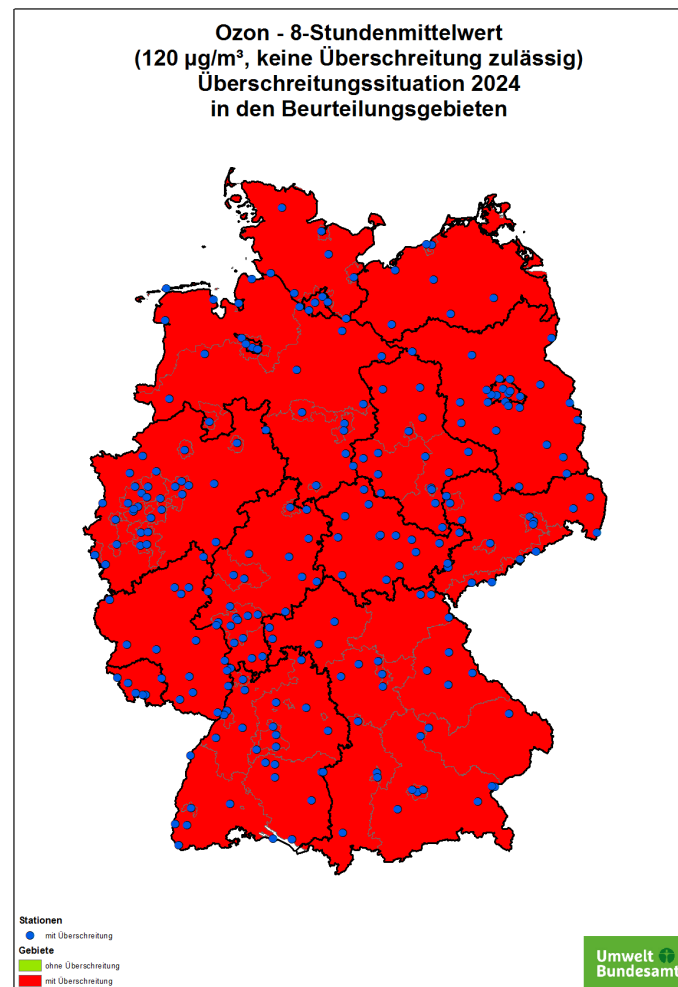 Ozon - 8-Stundenmittelwert
(120 µg/m³, keine Überschreitung zulässig)
Überschreitungssituation 2024
in den Beurteilungsgebieten
Stationen
mit Überschreitung
Gebiete
ohne Überschreitung
mit Überschreitung
Umwelt
Bundesamt